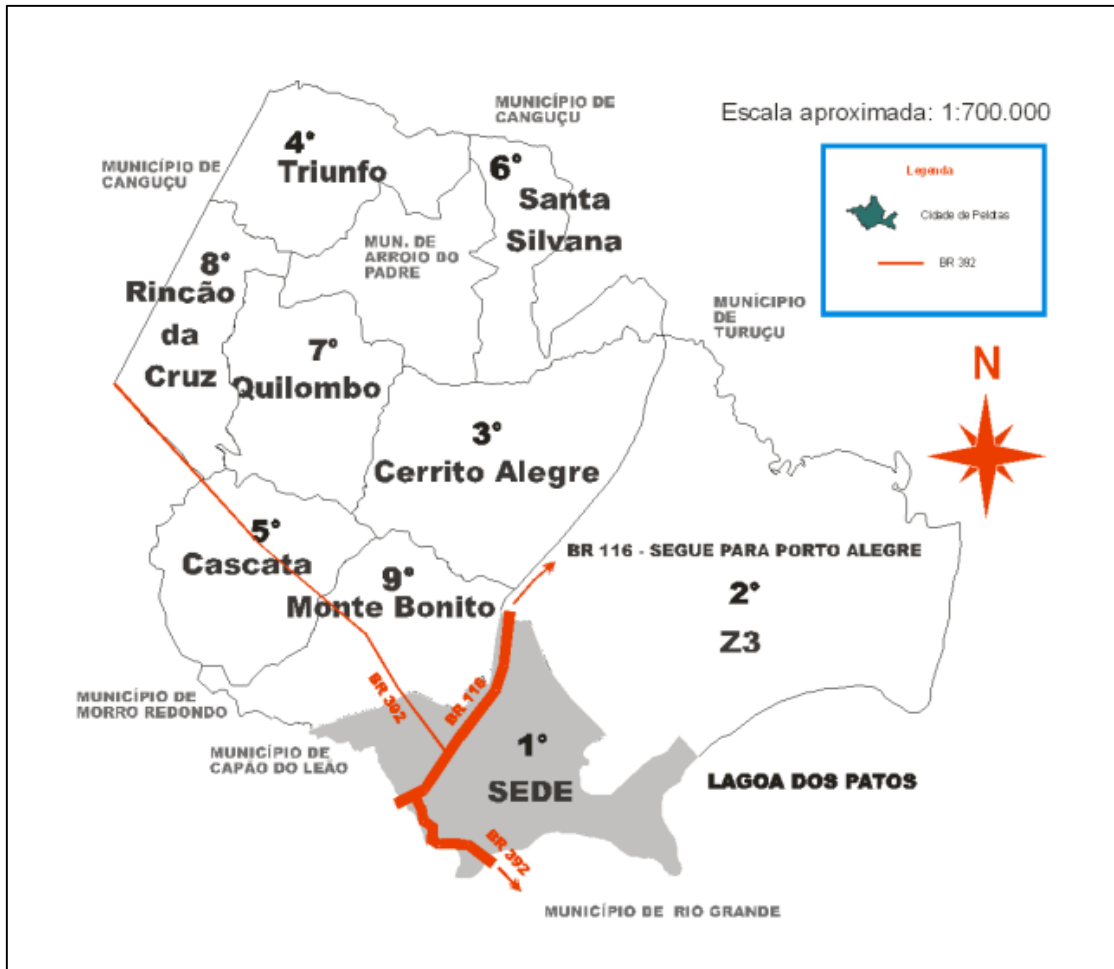 MUNICÍPIO DE
CANGUÇU
Escala aproximada: 1:700.000
Legenda
Cidade de Pelotas
BR 392
4°
Triunfo
MUNICÍPIO DE
CANGUÇU
6°
Santa
Silvana
MUN. DE
ARROIO DO
PADRE
8°
Rincão
da
Cruz
MUNÍCIPIO
DE
TURUÇU
7°
Quilombo
N
3°
Cerrito Alegre
5°
Cascata
BR 116 - SEGUE PARA PORTO ALEGRE
9°
Monte Bonito
2°
Z3
BR 392
BR 116
MUNICÍPIO DE
MORRO REDONDO
1°
SEDE
MUNICÍPIO DE
CAPÃO DO LEÃO
LAGOA DOS PATOS
BR 392
MUNICÍPIO DE RIO GRANDE